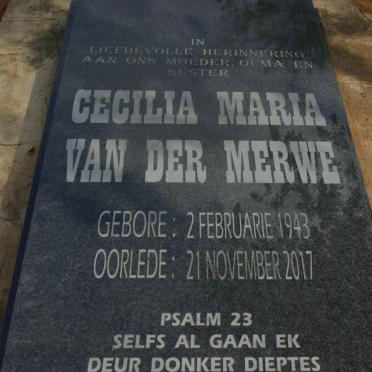 IN
LIEFDEVOLLE HERINNERING
AAN ONS MOEDER, OUMA EN
SUSTER
CECILIA MARIA
VAN DER MERWE
GEBORE : 2 FEBRUARIE 1943
OORLEDE : 21 NOVEMBER 2017
PSALM 23
SELFS AL GAAN EK
DEUR DONKER DIEPTES